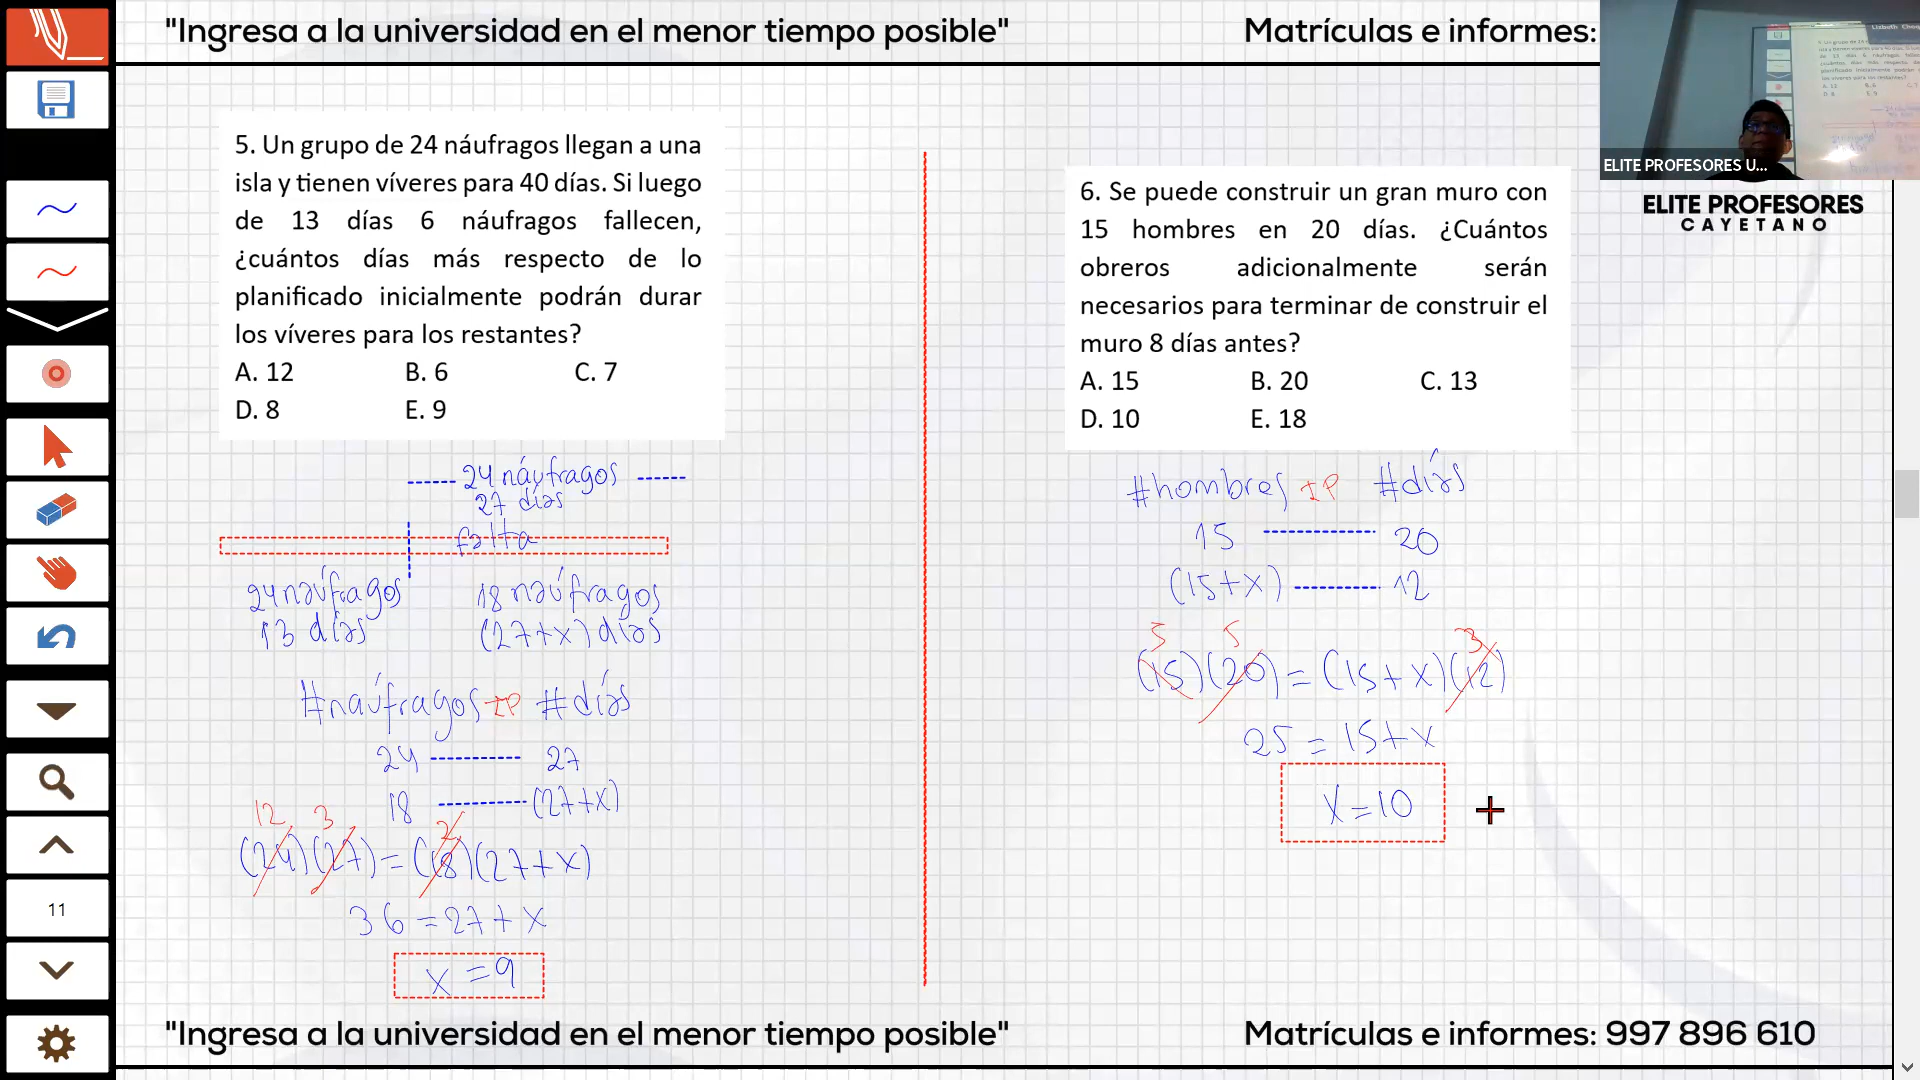 "Ingresa a la universidad en el menor tiempo posible"
Matrículas e informes:
ELITE PROFESORES U...
ELITE PROFESORES
CAYETANO
5. Un grupo de 24 náufragos llegan a una
isla y tienen víveres para 40 días. Si luego
de 13 días 6 náufragos fallecen,
¿cuántos días más respecto de lo
planificado inicialmente podrán durar
los víveres para los restantes?
A. 12 B. 6 C. 7
D. 8 E. 9
24 náufragos
27 días
falta
24 naúfragos 18 naúfragos
13 días (27+x) días
#naúfragos IP #días
24 27
18 (27+x)
12 3 2
(24)(27)=(18)(27+x)
36=27+x
x=9
6. Se puede construir un gran muro con
15 hombres en 20 días. ¿Cuántos
obreros adicionalmente serán
necesarios para terminar de construir el
muro 8 días antes?
A. 15 B. 20 C. 13
D. 10 E. 18
#hombres IP #días
15 20
(15+x) 12
5 5 3
(15)(20)=(15+x)(12)
25=15+x
x=10
11
"Ingresa a la universidad en el menor tiempo posible"
Matrículas e informes: 997 896 610